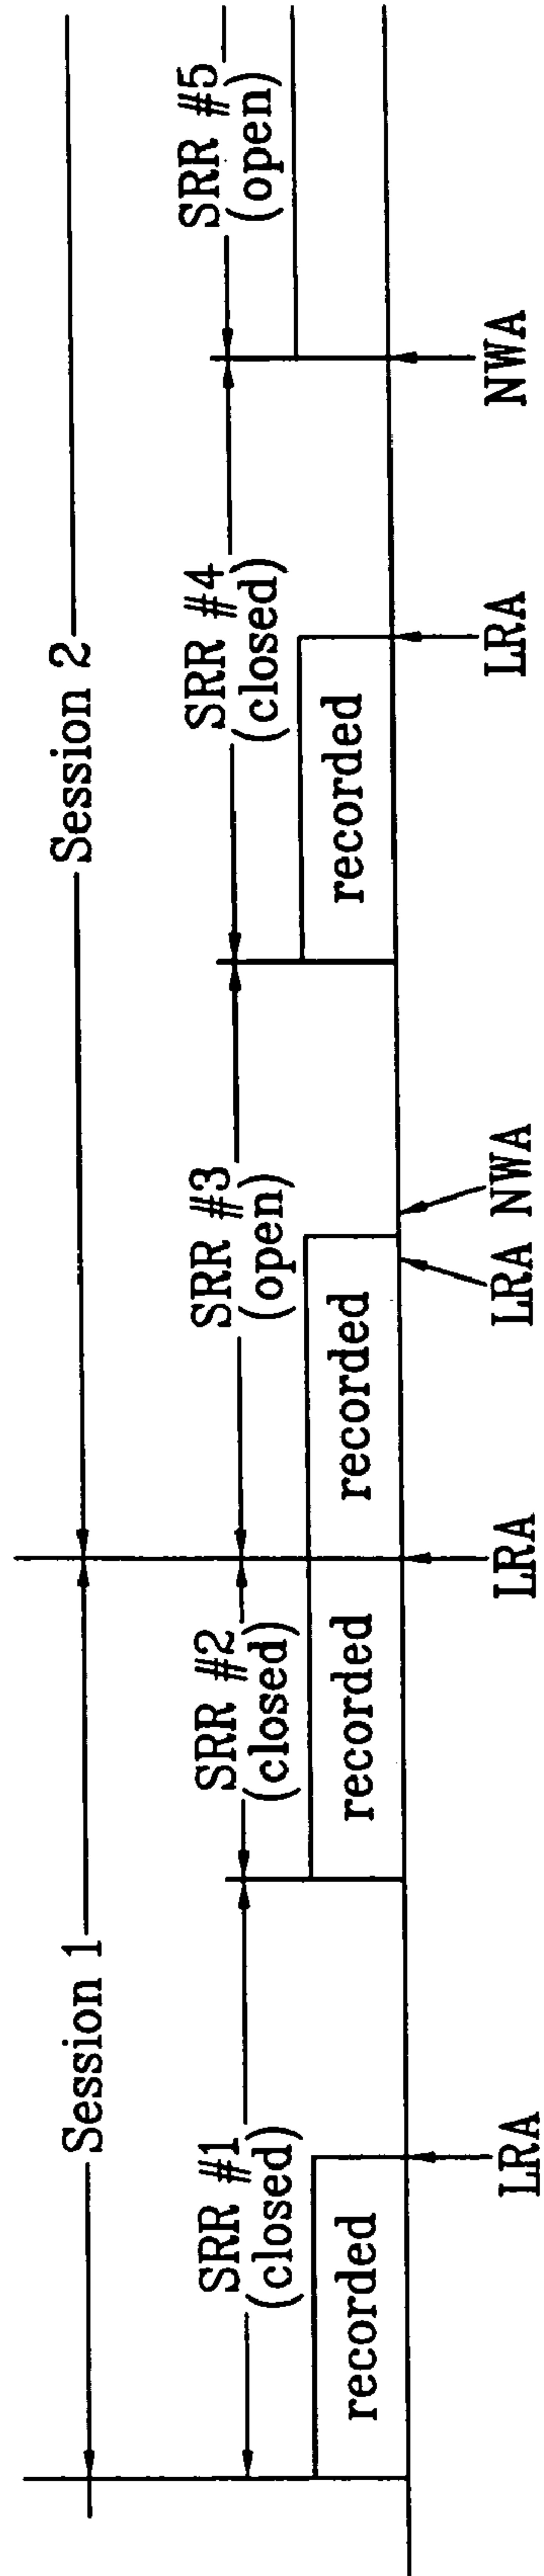 Session 1
Session 2
SRR #1
(closed)
SRR #2
(closed)
SRR #3
(open)
SRR #4
(closed)
SRR #5
(open)
recorded
recorded
recorded
recorded
LRA
LRA
LRA
NWA
LRA
NWA